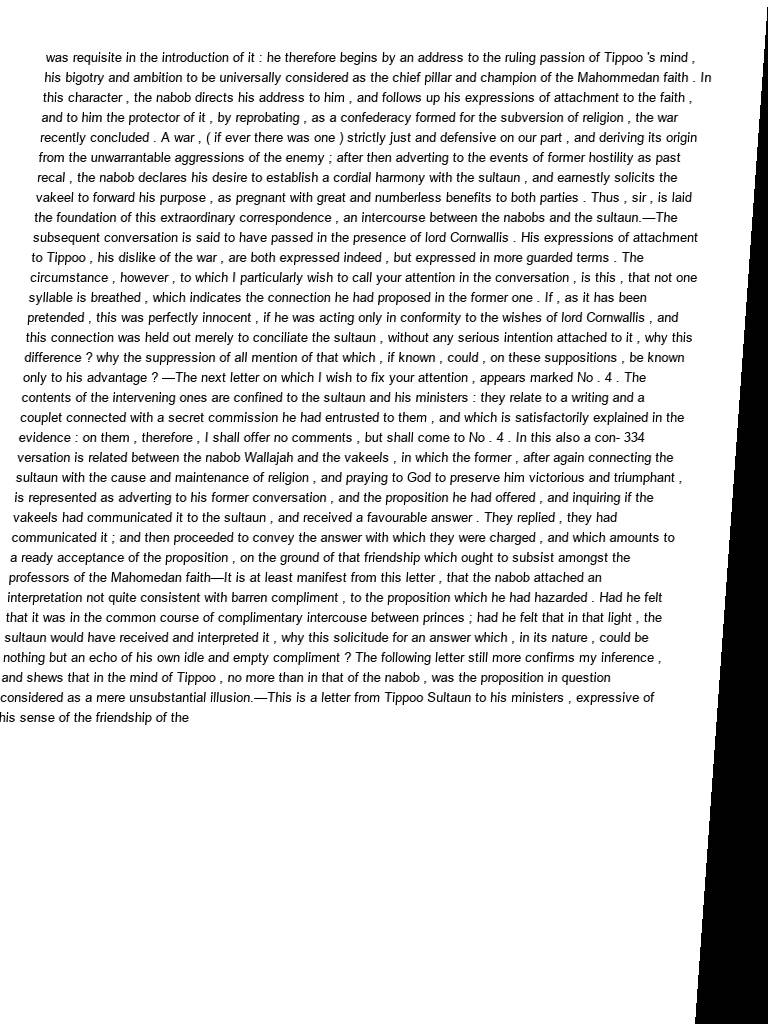 was requisite in the introduction of it : he therefore begins by an address to the ruling passion of Tippoo 's mind ,
his bigotry and ambition to be universally considered as the chief pillar and champion of the Mahommedan faith . In
this character , the nabob directs his address to him , and follows up his expressions of attachment to the faith ,
and to him the protector of it , by reprobating , as a confederacy formed for the subversion of religion , the war
recently concluded . A war , ( if ever there was one ) strictly just and defensive on our part , and deriving its origin
from the unwarrantable aggressions of the enemy ; after then adverting to the events of former hostility as past
recal , the nabob declares his desire to establish a cordial harmony with the sultaun , and earnestly solicits the
vakeel to forward his purpose , as pregnant with great and numberless benefits to both parties . Thus , sir , is laid
the foundation of this extraordinary correspondence , an intercourse between the nabobs and the sultaun.—The
subsequent conversation is said to have passed in the presence of lord Cornwallis . His expressions of attachment
to Tippoo , his dislike of the war , are both expressed indeed , but expressed in more guarded terms . The
circumstance , however , to which I particularly wish to call your attention in the conversation , is this , that not one
syllable is breathed , which indicates the connection he had proposed in the former one . If , as it has been
pretended , this was perfectly innocent , if he was acting only in conformity to the wishes of lord Cornwallis , and
this connection was held out merely to conciliate the sultaun , without any serious intention attached to it , why this
difference ? why the suppression of all mention of that which , if known , could , on these suppositions , be known
only to his advantage ? —The next letter on which I wish to fix your attention , appears marked No . 4 . The
contents of the intervening ones are confined to the sultaun and his ministers : they relate to a writing and a
couplet connected with a secret commission he had entrusted to them , and which is satisfactorily explained in the
evidence : on them , therefore , I shall offer no comments , but shall come to No . 4 . In this also a con- 334
versation is related between the nabob Wallajah and the vakeels , in which the former , after again connecting the
sultaun with the cause and maintenance of religion , and praying to God to preserve him victorious and triumphant ,
is represented as adverting to his former conversation , and the proposition he had offered , and inquiring if the
vakeels had communicated it to the sultaun , and received a favourable answer . They replied , they had
communicated it ; and then proceeded to convey the answer with which they were charged , and which amounts to
a ready acceptance of the proposition , on the ground of that friendship which ought to subsist amongst the
professors of the Mahomedan faith—It is at least manifest from this letter , that the nabob attached an
interpretation not quite consistent with barren compliment , to the proposition which he had hazarded . Had he felt
that it was in the common course of complimentary intercouse between princes ; had he felt that in that light , the
sultaun would have received and interpreted it , why this solicitude for an answer which , in its nature , could be
nothing but an echo of his own idle and empty compliment ? The following letter still more confirms my inference ,
and shews that in the mind of Tippoo , no more than in that of the nabob , was the proposition in question
considered as a mere unsubstantial illusion.—This is a letter from Tippoo Sultaun to his ministers , expressive of
his sense of the friendship of the